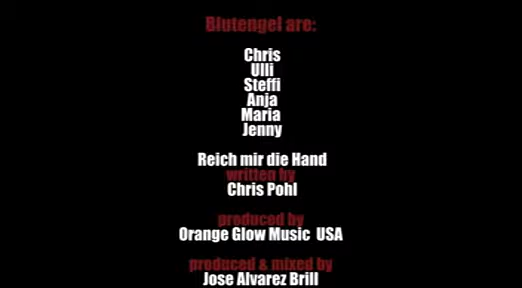 Blutengel are:
Chris
Ulli
Steffi
Anja
Maria
Jenny
Reich mir die Hand
written by
Chris Pohl
produced by
Orange Glow Music USA
produced & mixed by
Jose Alvarez Brill